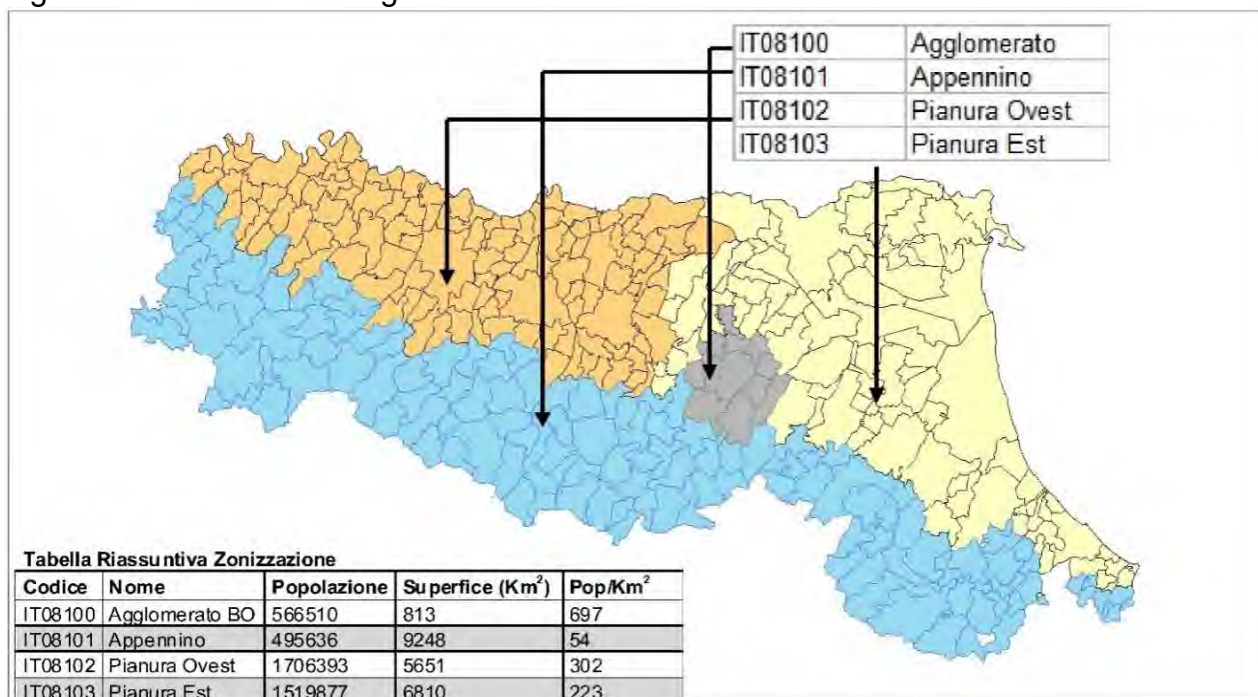 IT08100 Agglomerato
IT08101 Appennino
IT08102 Pianura Ovest
IT08103 Pianura Est
Tabella Riassuntiva Zonizzazione
Codice Nome Popolazione Superfice (Km²) Pop/Km²
IT08100 Agglomerato BO 566510 813 697
IT08101 Appennino 495636 9248 54
IT08102 Pianura Ovest 1706393 5651 302
IT08103 Pianura Est 1519877 6810 223